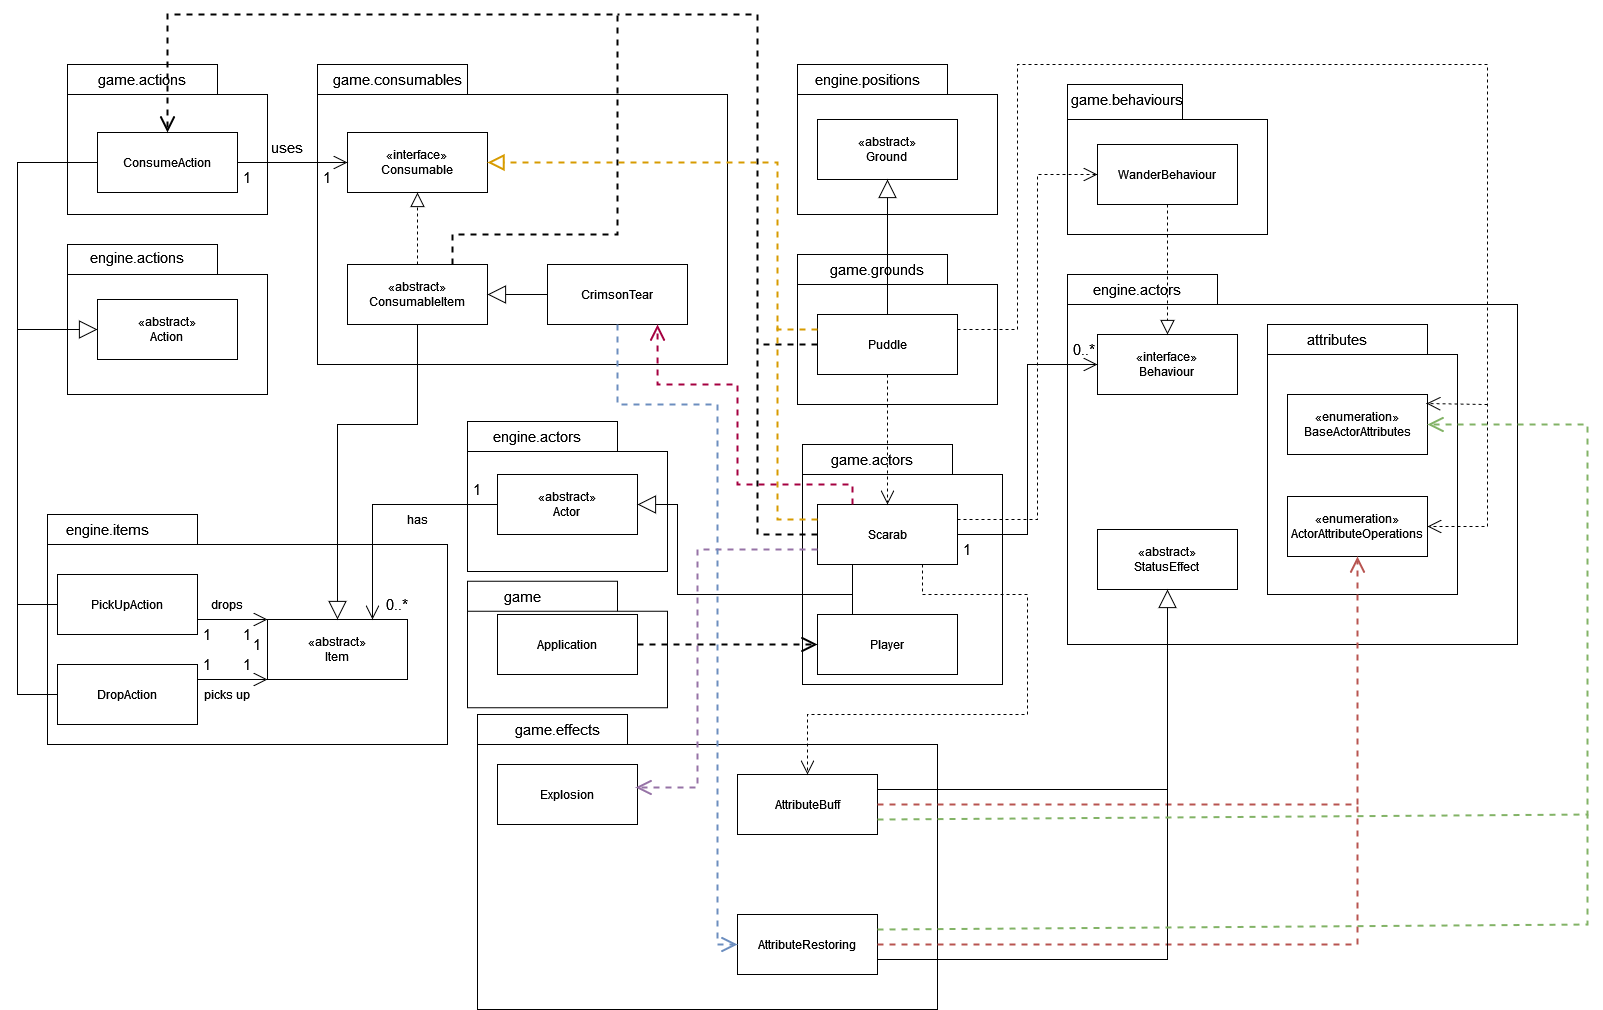 game.actions
ConsumeAction
1
uses
1
game.consumables
«interface»
Consumable
«abstract»
ConsumableItem
CrimsonTear
engine.actions
«abstract»
Action
engine.positions
«abstract»
Ground
game.grounds
Puddle
game.behaviours
WanderBehaviour
engine.actors
0..*
«interface»
Behaviour
attributes
«enumeration»
BaseActorAttributes
«enumeration»
ActorAttributeOperations
«abstract»
StatusEffect
engine.actors
«abstract»
Actor
1
has
0..*
game.actors
Scarab
1
Player
game
Application
engine.items
PickUpAction
drops
1
1
1
«abstract»
Item
DropAction
1
1
picks up
game.effects
Explosion
AttributeBuff
AttributeRestoring